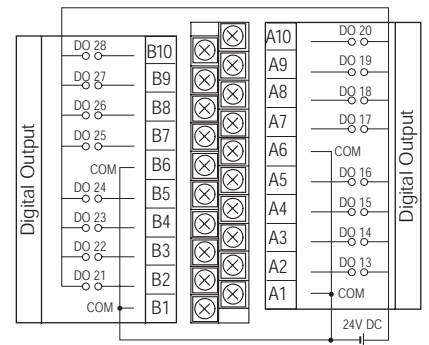 Digital Output
DO 28 B10
DO 27 B9
DO 26 B8
DO 25 B7
COM B6
DO 24 B5
DO 23 B4
DO 22 B3
DO 21 B2
COM B1
A10 DO 20
A9 DO 19
A8 DO 18
A7 DO 17
A6 COM
A5 DO 16
A4 DO 15
A3 DO 14
A2 DO 13
A1 COM
Digital Output
24V DC